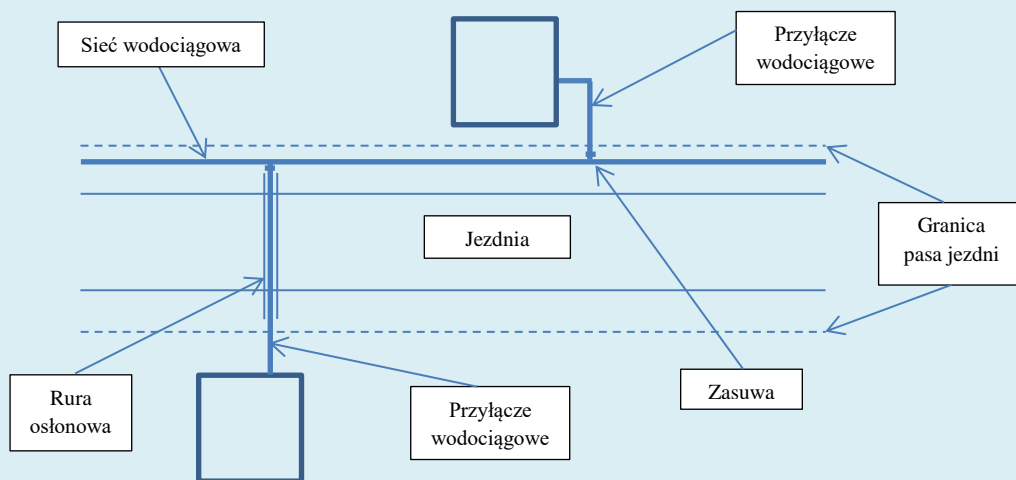 Sieć wodociągowa
Przyłącze
wodociągowe
Jezdnia
Granica
pasa jezdni
Rura
osłonowa
Przyłącze
wodociągowe
Zasuwa